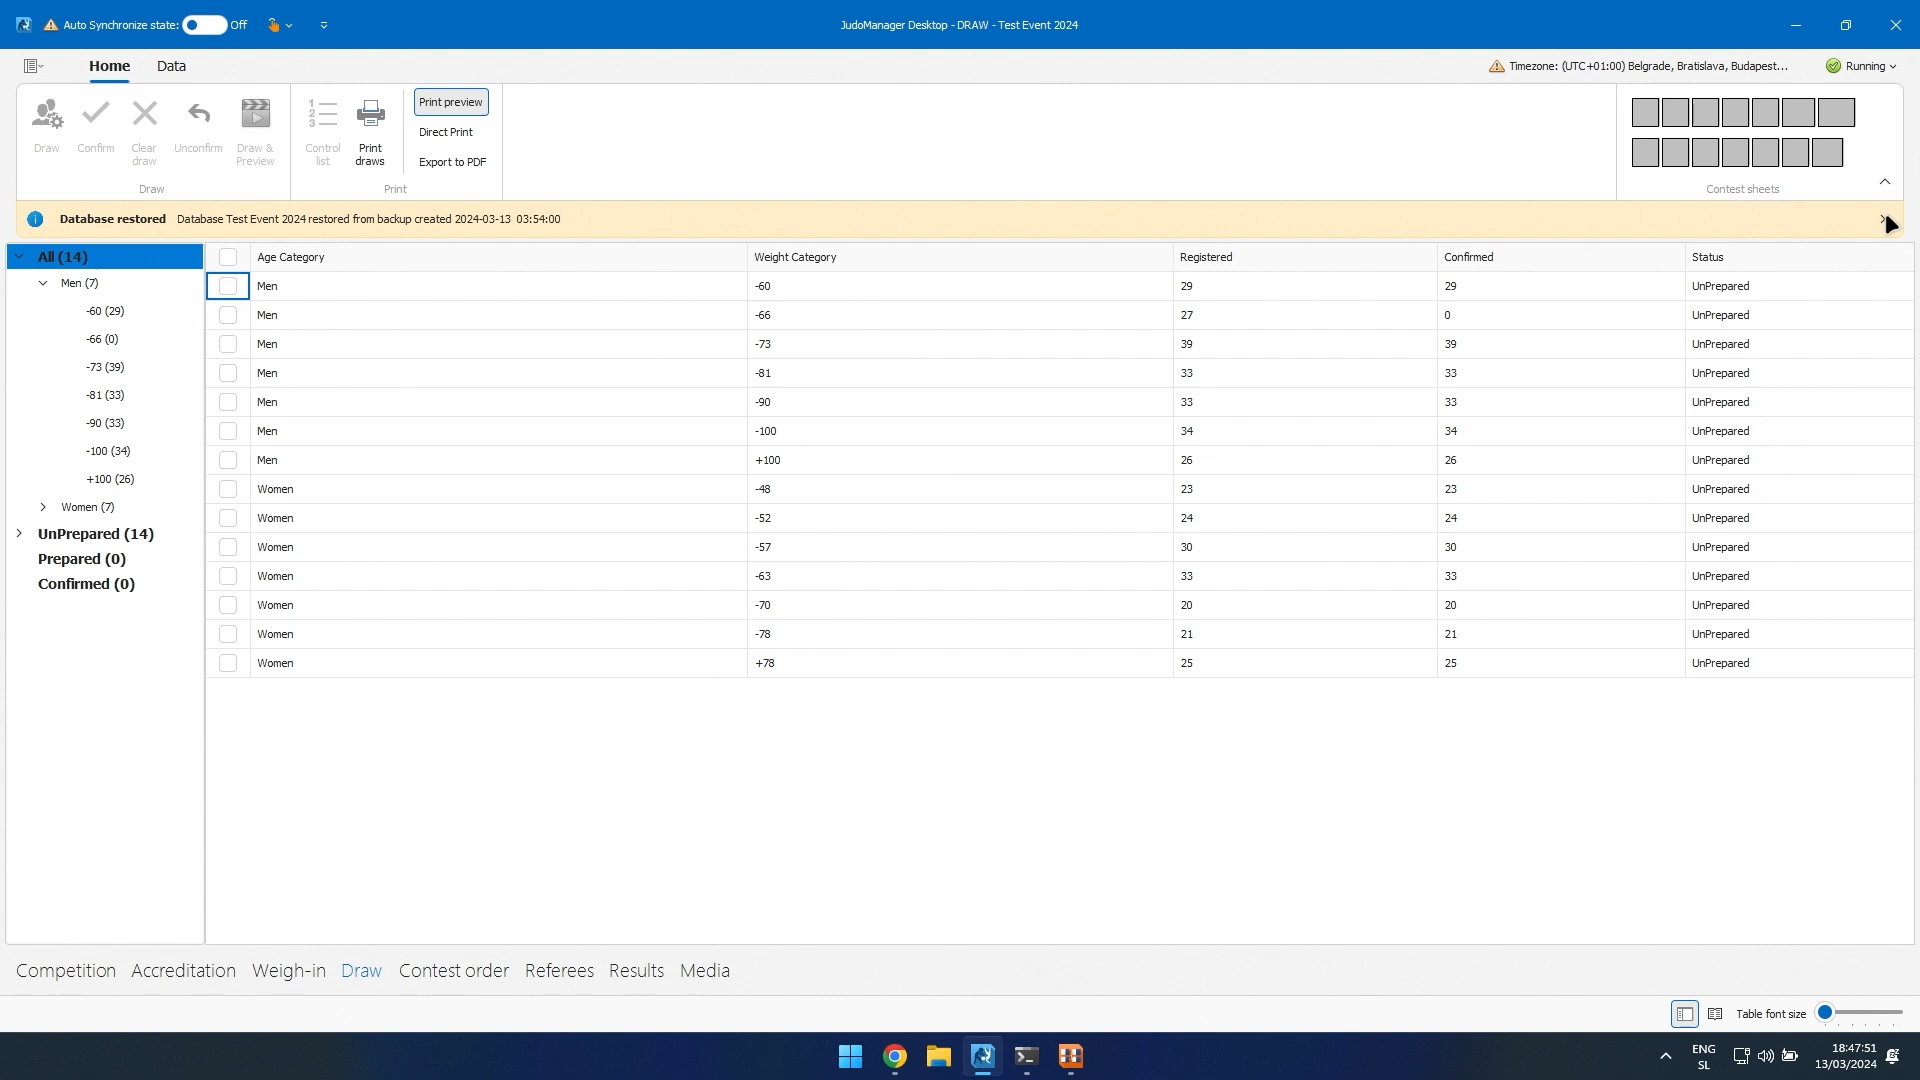 Auto Synchronize state: Off
JudoManager Desktop - DRAW - Test Event 2024
Home Data
Timezone: (UTC+01:00) Belgrade, Bratislava, Budapest... Running
Draw Confirm Clear draw Unconfirm Draw & Preview
Draw
1 2 3
Control list Print draws
Print preview
Direct Print
Export to PDF
Print
Contest sheets
Database restored Database Test Event 2024 restored from backup created 2024-03-13 03:54:00
All (14)
Men (7)
-60 (29)
-66 (0)
-73 (39)
-81 (33)
-90 (33)
-100 (34)
+100 (26)
Women (7)
UnPrepared (14)
Prepared (0)
Confirmed (0)
Age Category Weight Category Registered Confirmed Status
Men -60 29 29 UnPrepared
Men -66 27 0 UnPrepared
Men -73 39 39 UnPrepared
Men -81 33 33 UnPrepared
Men -90 33 33 UnPrepared
Men -100 34 34 UnPrepared
Men +100 26 26 UnPrepared
Women -48 23 23 UnPrepared
Women -52 24 24 UnPrepared
Women -57 30 30 UnPrepared
Women -63 33 33 UnPrepared
Women -70 20 20 UnPrepared
Women -78 21 21 UnPrepared
Women +78 25 25 UnPrepared
Competition Accreditation Weigh-in Draw Contest order Referees Results Media
Table font size
ENG
SL
18:47:51
13/03/2024